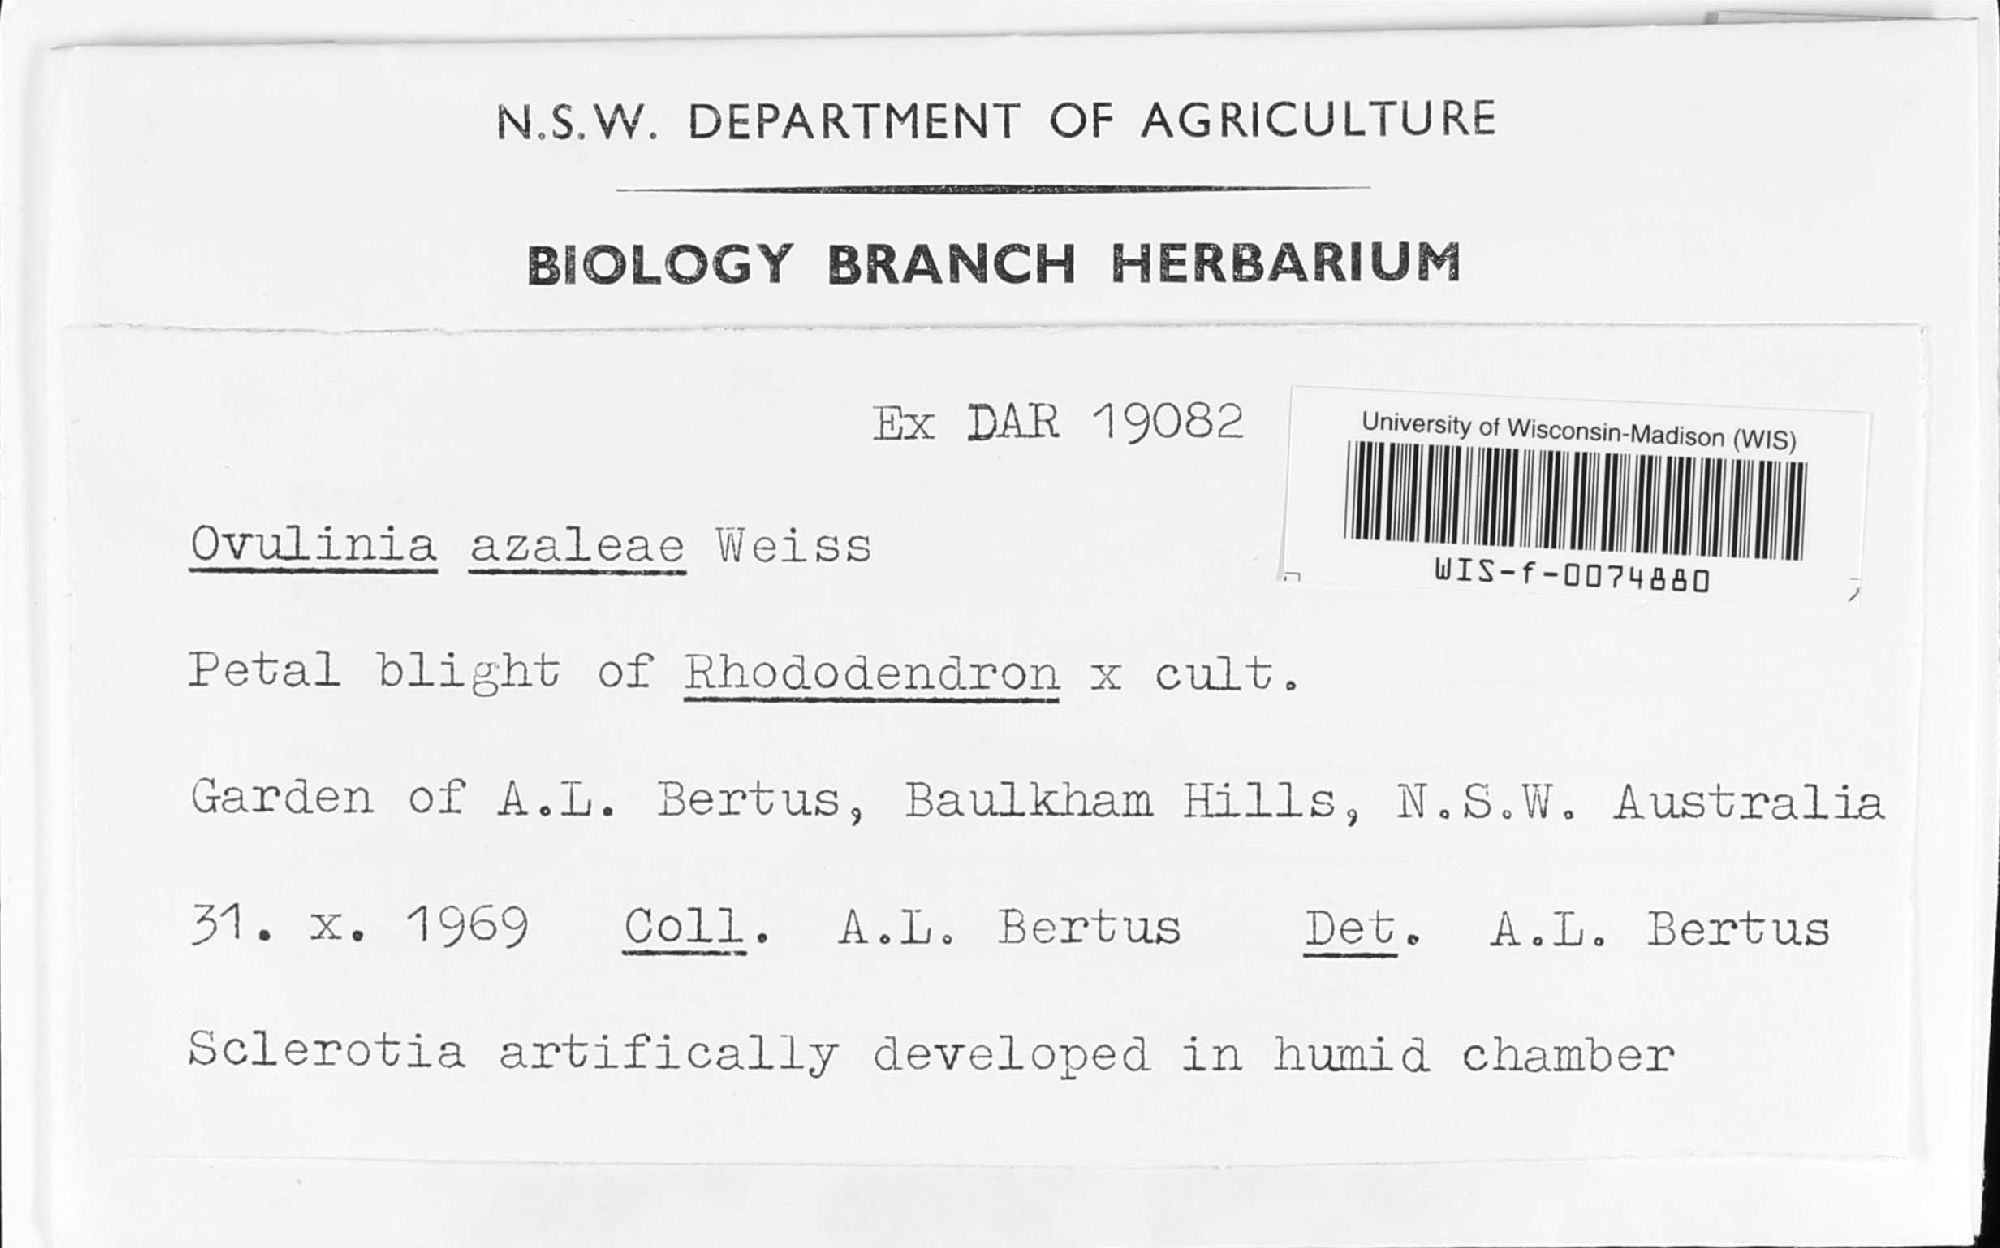 N.S.W. DEPARTMENT OF AGRICULTURE
BIOLOGY BRANCH HERBARIUM
Ex DAR 19082
University of Wisconsin-Madison (WIS)
WIS-f-0074880
Ovulinia azaleae Weiss
Petal blight of Rhododendron x cult.
Garden of A.L. Bertus, Baulkham Hills, N.S.W. Australia
31. x. 1969 Coll. A.L. Bertus Det. A.L. Bertus
Sclerotia artifically developed in humid chamber